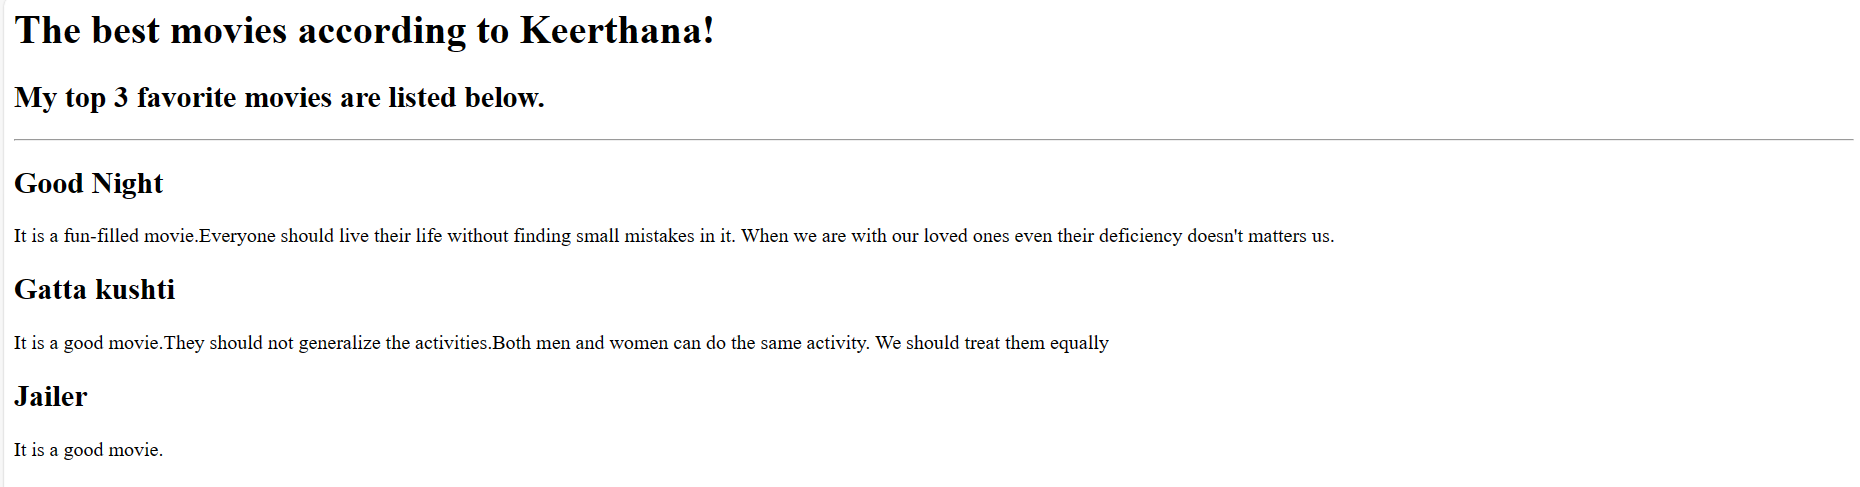 The best movies according to Keerthana!
My top 3 favorite movies are listed below.
Good Night
It is a fun-filled movie.Everyone should live their life without finding small mistakes in it. When we are with our loved ones even their deficiency doesn't matters us.
Gatta kushti
It is a good movie.They should not generalize the activities.Both men and women can do the same activity. We should treat them equally
Jailer
It is a good movie.